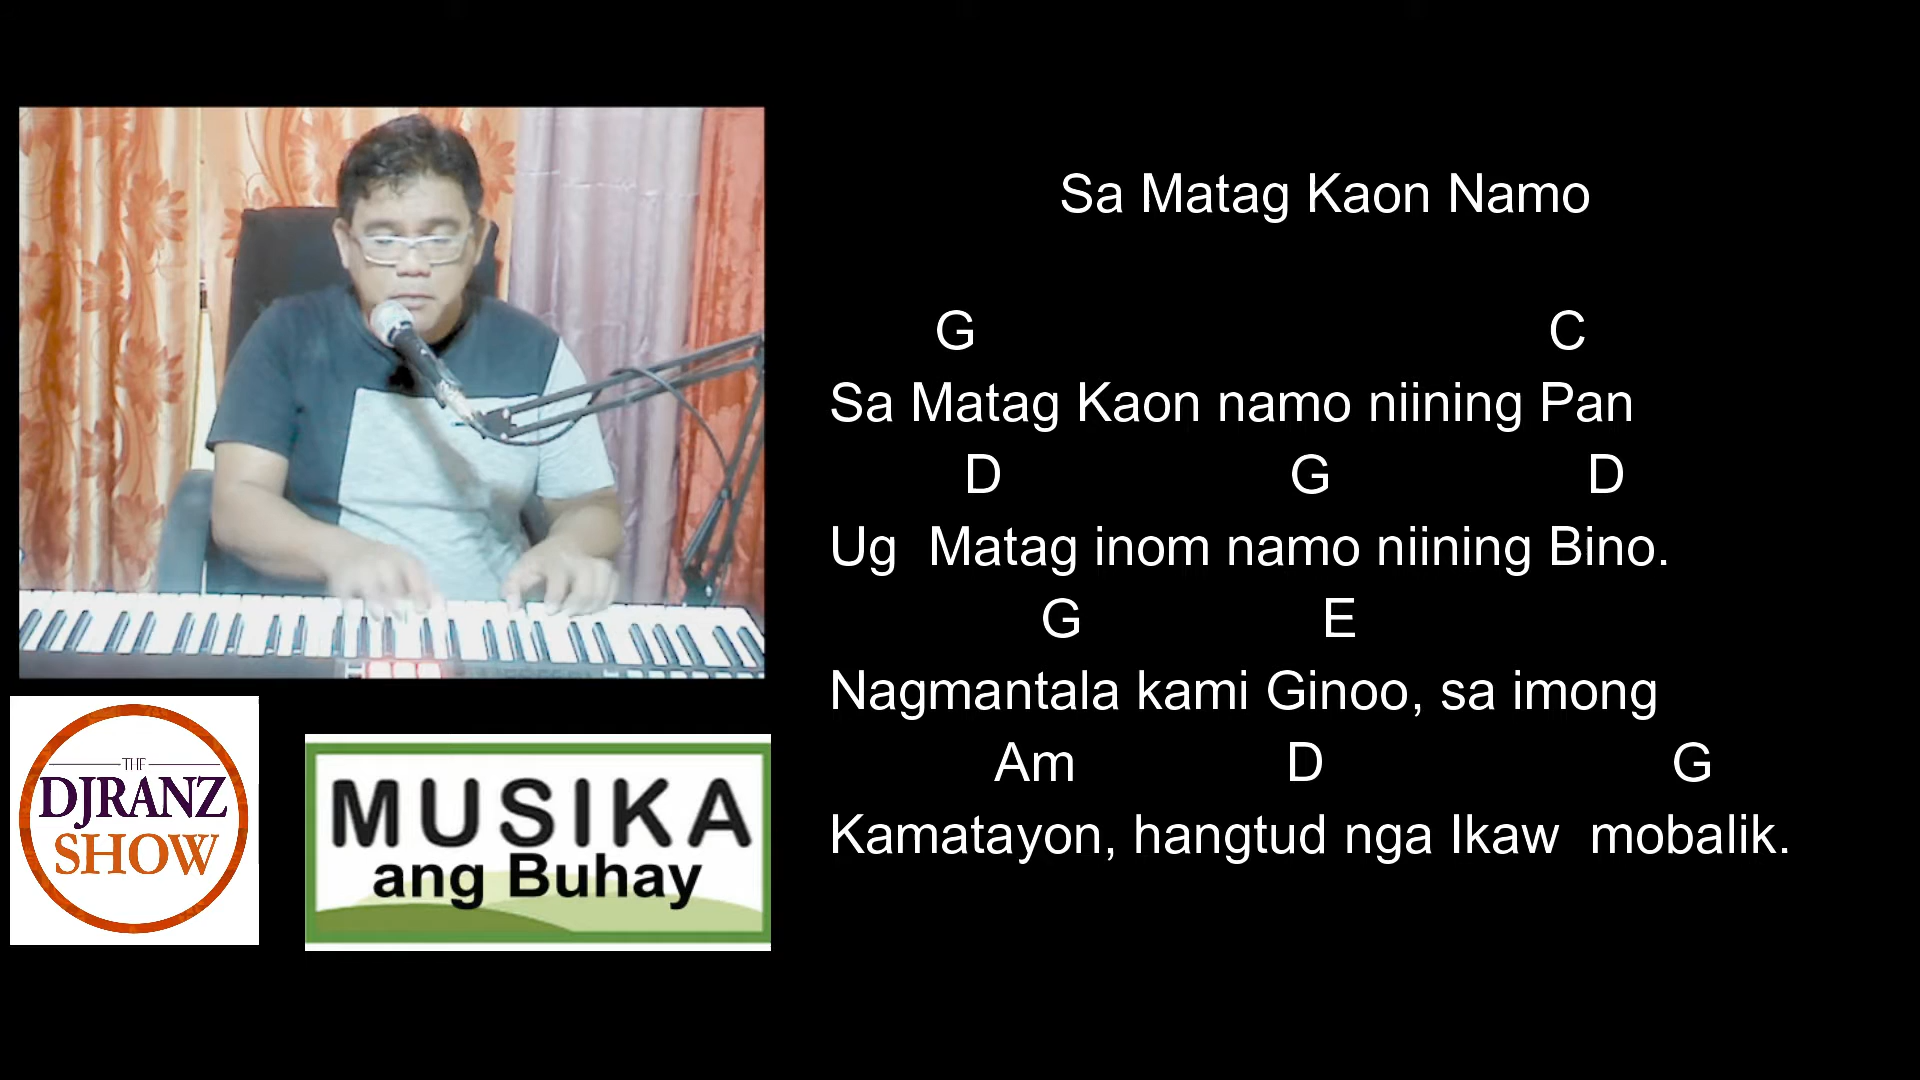 Sa Matag Kaon Namo
G C
Sa Matag Kaon namo niining Pan
D G D
Ug Matag inom namo niining Bino.
G E
Nagmantala kami Ginoo, sa imong
Am D G
Kamatayon, hangtud nga Ikaw mobalik.
THE
DJRANZ
SHOW
MUSIKA
ang Buhay